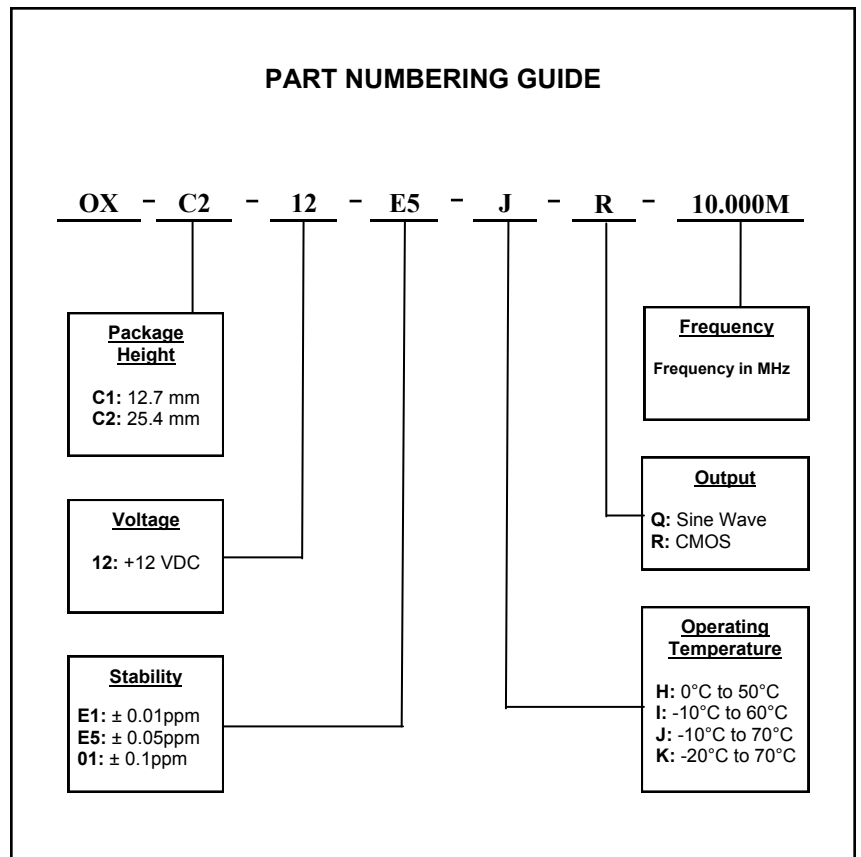 PART NUMBERING GUIDE
OX - C2 - 12 - E5 - J - R - 10.000M
Package
Height
C1: 12.7 mm
C2: 25.4 mm
Voltage
12: +12 VDC
Stability
E1: ± 0.01ppm
E5: ± 0.05ppm
01: ± 0.1ppm
Frequency
Frequency in MHz
Output
Q: Sine Wave
R: CMOS
Operating
Temperature
H: 0°C to 50°C
I: -10°C to 60°C
J: -10°C to 70°C
K: -20°C to 70°C